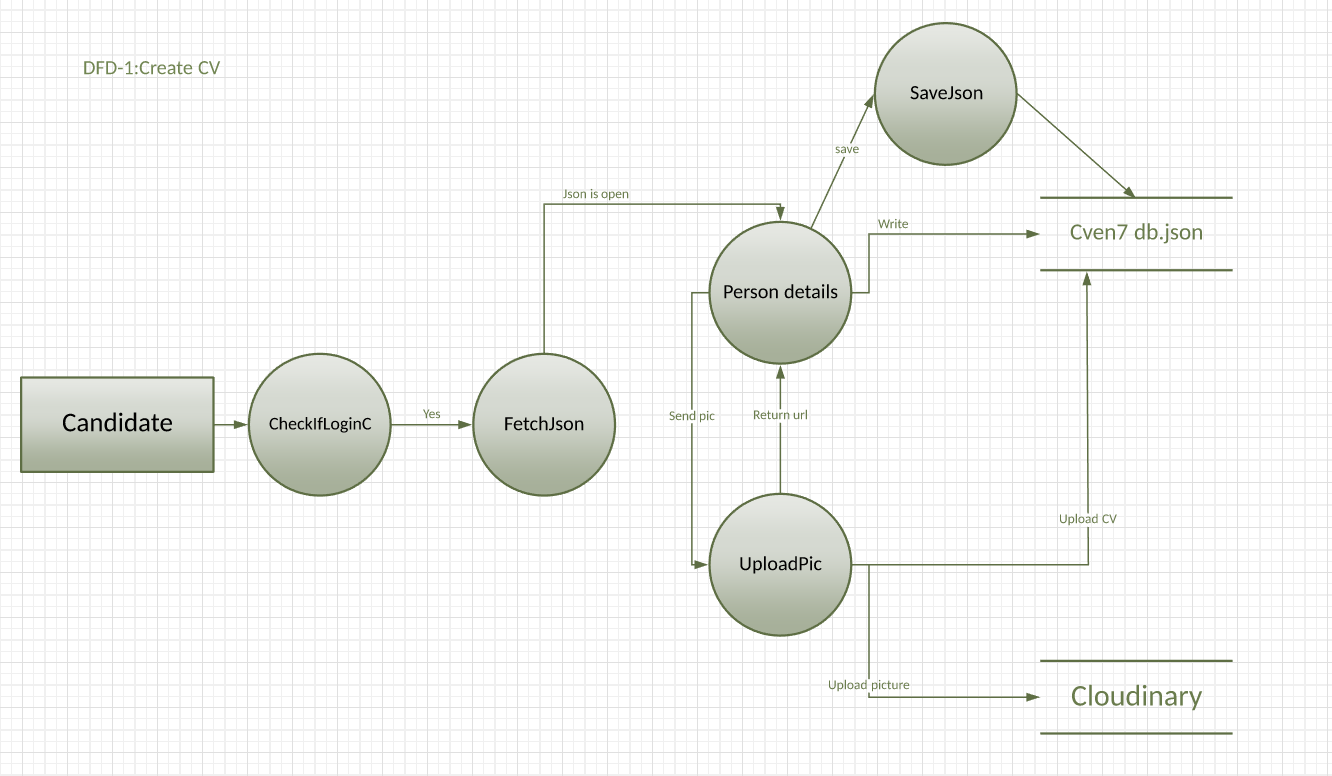 DFD-1:Create CV
SaveJson
save
Json is open
Write
Cven7 db.json
Person details
Candidate
CheckIfLoginC
Yes
FetchJson
Send pic
Return url
Upload CV
UploadPic
Upload picture
Cloudinary